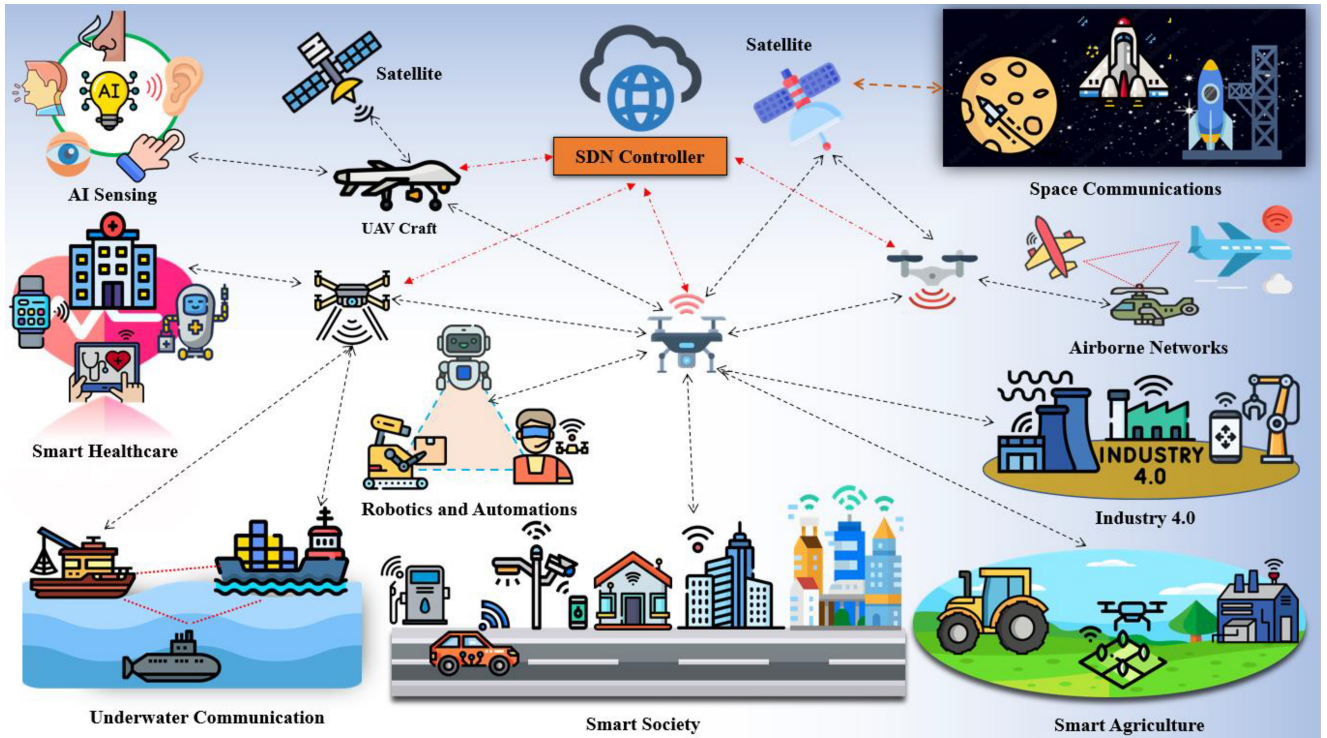 Satellite
Satellite
AI
SDN Controller
AI Sensing
Space Communications
UAV Craft
Airborne Networks
Smart Healthcare
INDUSTRY
4.0
Robotics and Automations
Industry 4.0
Underwater Communication
Smart Society
Smart Agriculture